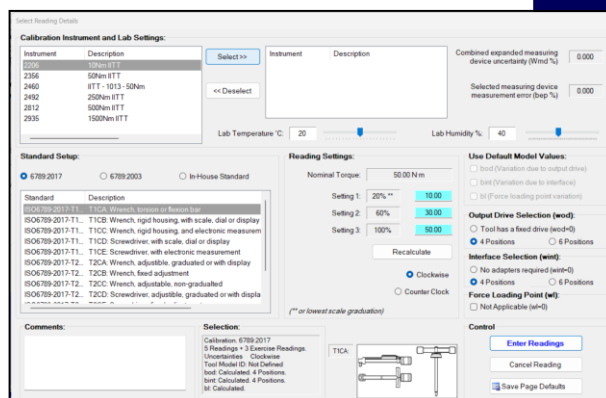 Select Reading Details
Calibration Instrument and Lab Settings:
Instrument Description
2206 10Nm IITT
2356 50Nm IITT
2460 IITT - 1013 - 50Nm
2492 250Nm IITT
2812 500Nm IITT
2935 1500Nm IITT
Select >>
<< Deselect
Instrument Description
Combined expanded measuring
device uncertainty (Wmd %) 0.000
Selected measuring device
measurement error (bep %) 0.000
Lab Temperature °C: 20
Lab Humidity %: 40
Standard Setup:
6789:2017 6789:2003 In-House Standard
Standard Description
ISO6789-2017-T1... T1CA: Wrench, torsion or flexion bar
ISO6789-2017-T1... T1CB: Wrench, rigid housing, with scale, dial or display
ISO6789-2017-T1... T1CC: Wrench, rigid housing, and electronic measurem
ISO6789-2017-T1... T1CD: Screwdriver, with scale, dial or display
ISO6789-2017-T1... T1CE: Screwdriver, with electronic measurement
ISO6789-2017-T2... T2CA: Wrench, adjustable, graduated or with display
ISO6789-2017-T2... T2CB: Wrench, fixed adjustment
ISO6789-2017-T2... T2CC: Wrench, adjustable, non-graduated
ISO6789-2017-T2... T2CD: Screwdriver, adjustable, graduated or with displa
Reading Settings:
Nominal Torque: 50.00 N·m
Setting 1: 20% ** 10.00
Setting 2: 60% 30.00
Setting 3: 100% 50.00
Recalculate
Clockwise
Counter Clock
(** or lowest scale graduation)
Use Default Model Values:
bod (Variation due to output drive)
bint (Variation due to interface)
bl (Force loading point variation)
Output Drive Selection (wod):
Tool has a fixed drive (wod=0)
4 Positions 6 Positions
Interface Selection (wint):
No adapters required (wint=0)
4 Positions 6 Positions
Force Loading Point (wl):
Not Applicable (wl=0)
Comments:
Selection:
Calibration. 6789:2017
5 Readings + 3 Exercise Readings.
Uncertainties Clockwise
Tool Model ID: Not Defined
bod: Calculated. 4 Positions.
bint: Calculated. 4 Positions.
bl: Calculated.
T1CA:
Control
Enter Readings
Cancel Reading
Save Page Defaults